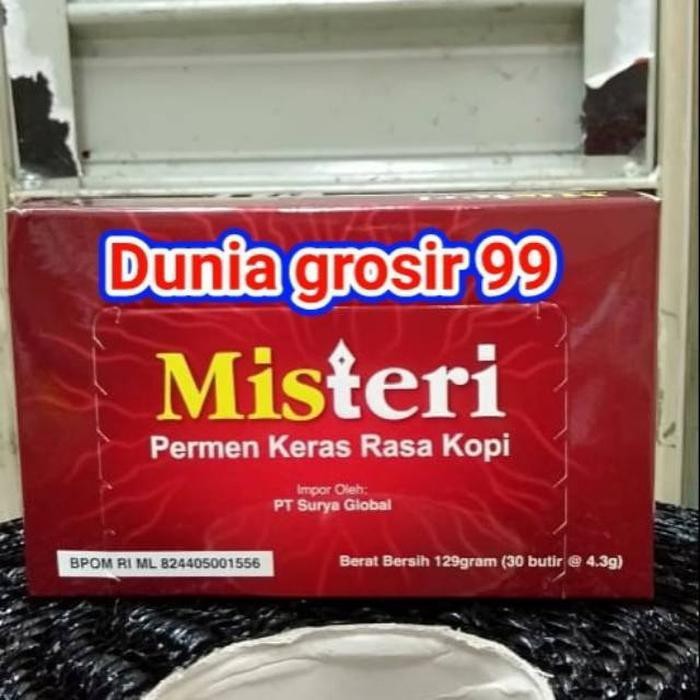 Dunia grosir 99
Misteri
Permen Keras Rasa Kopi
Impor Oleh:
PT Surya Global
BPOM RI ML 824405001556
Berat Bersih 129gram (30 butir @ 4.3g)